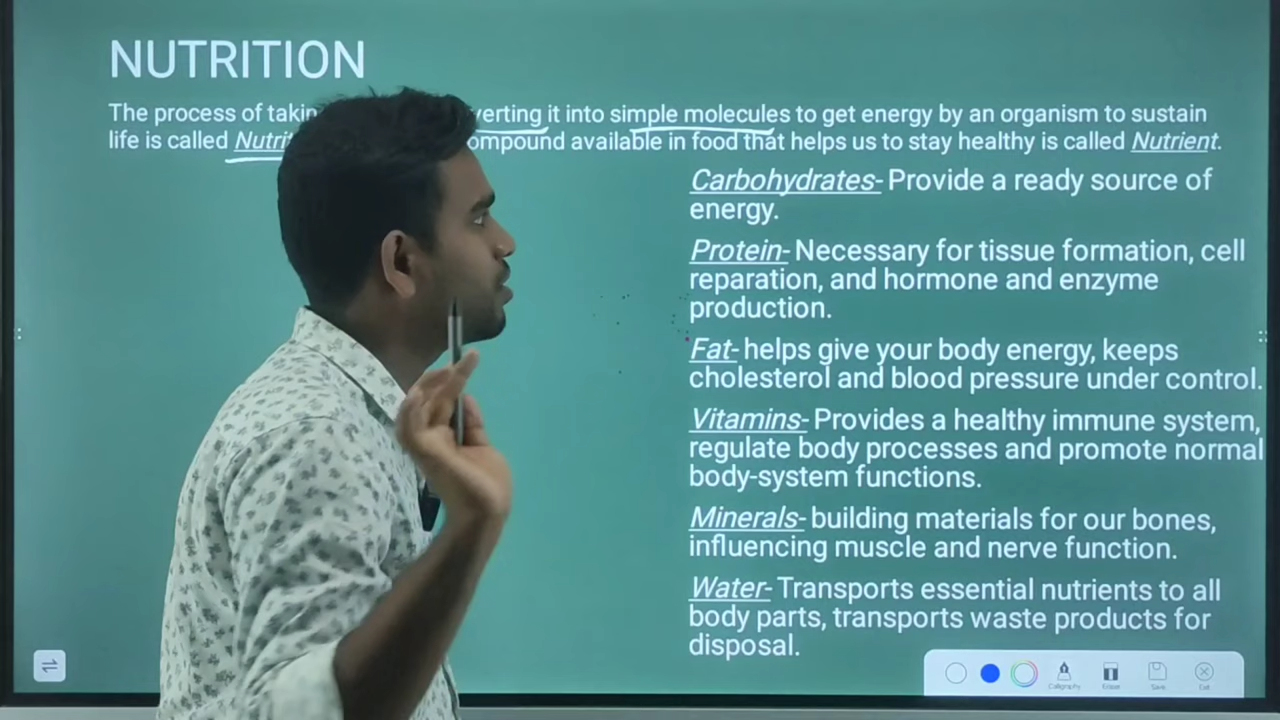 NUTRITION
The process of takin verting it into simple molecules to get energy by an organism to sustain
life is called Nutri ompound available in food that helps us to stay healthy is called Nutrient.
Carbohydrates- Provide a ready source of
energy.
Protein- Necessary for tissue formation, cell
reparation, and hormone and enzyme
production.
Fat- helps give your body energy, keeps
cholesterol and blood pressure under control.
Vitamins- Provides a healthy immune system,
regulate body processes and promote normal
body-system functions.
Minerals- building materials for our bones,
influencing muscle and nerve function.
Water- Transports essential nutrients to all
body parts, transports waste products for
disposal.
Calligraphy Eraser Save Exit